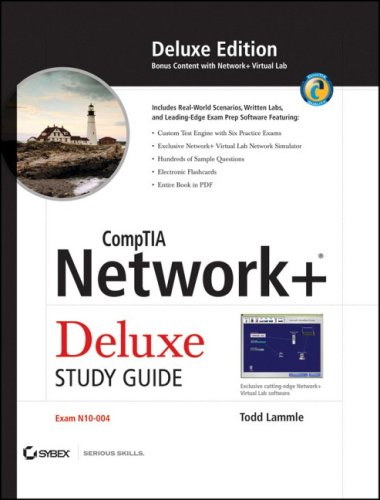 Deluxe Edition
Bonus Content with Network+ Virtual Lab
Includes Real-World Scenarios, Written Labs,
and Leading-Edge Exam Prep Software Featuring:
• Custom Test Engine with Six Practice Exams
• Exclusive Network+ Virtual Lab Network Simulator
• Hundreds of Sample Questions
• Electronic Flashcards
• Entire Book in PDF
CompTIA
Network+®
Deluxe
STUDY GUIDE
Exclusive cutting-edge Network+
Virtual Lab software
Exam N10-004
Todd Lammle
SYBEX
SERIOUS SKILLS.